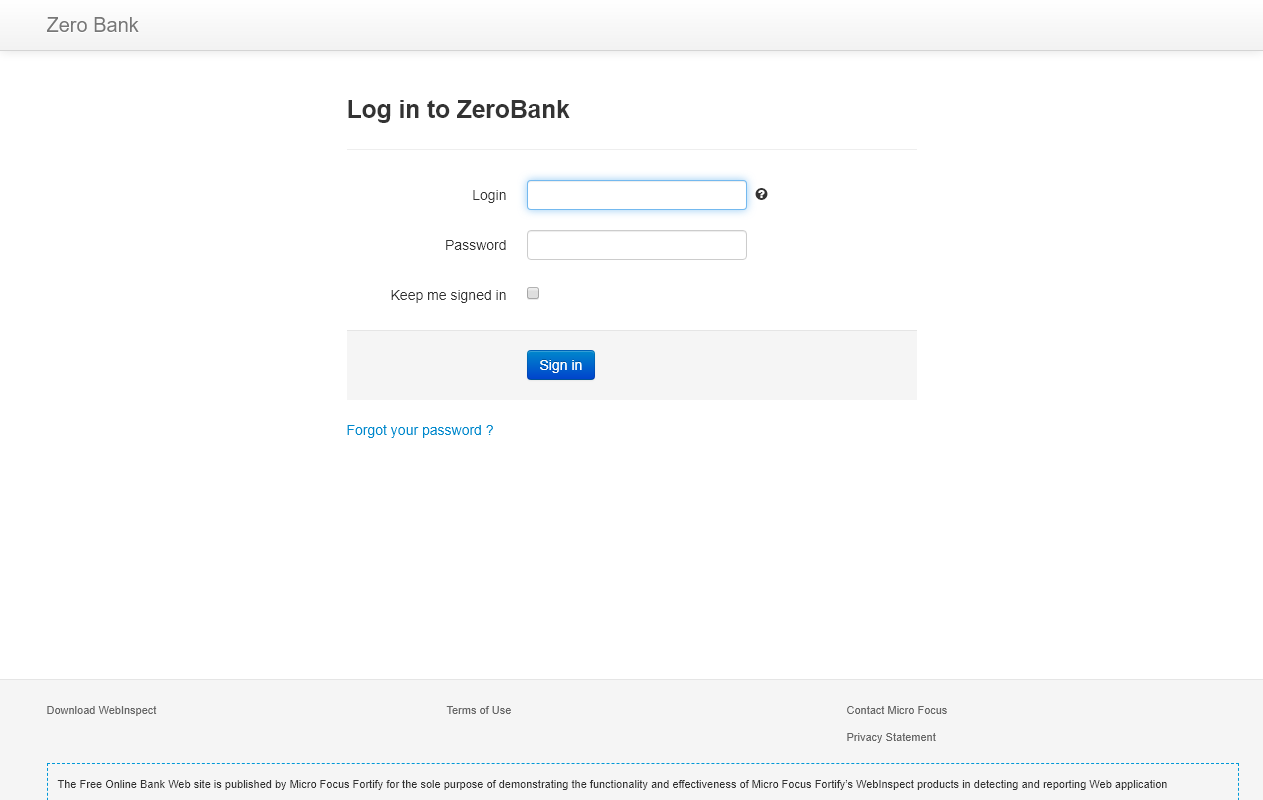 Zero Bank
Log in to ZeroBank
Login
Password
Keep me signed in
Sign in
Forgot your password ?
Download WebInspect
Terms of Use
Contact Micro Focus
Privacy Statement
The Free Online Bank Web site is published by Micro Focus Fortify for the sole purpose of demonstrating the functionality and effectiveness of Micro Focus Fortify's WebInspect products in detecting and reporting Web application